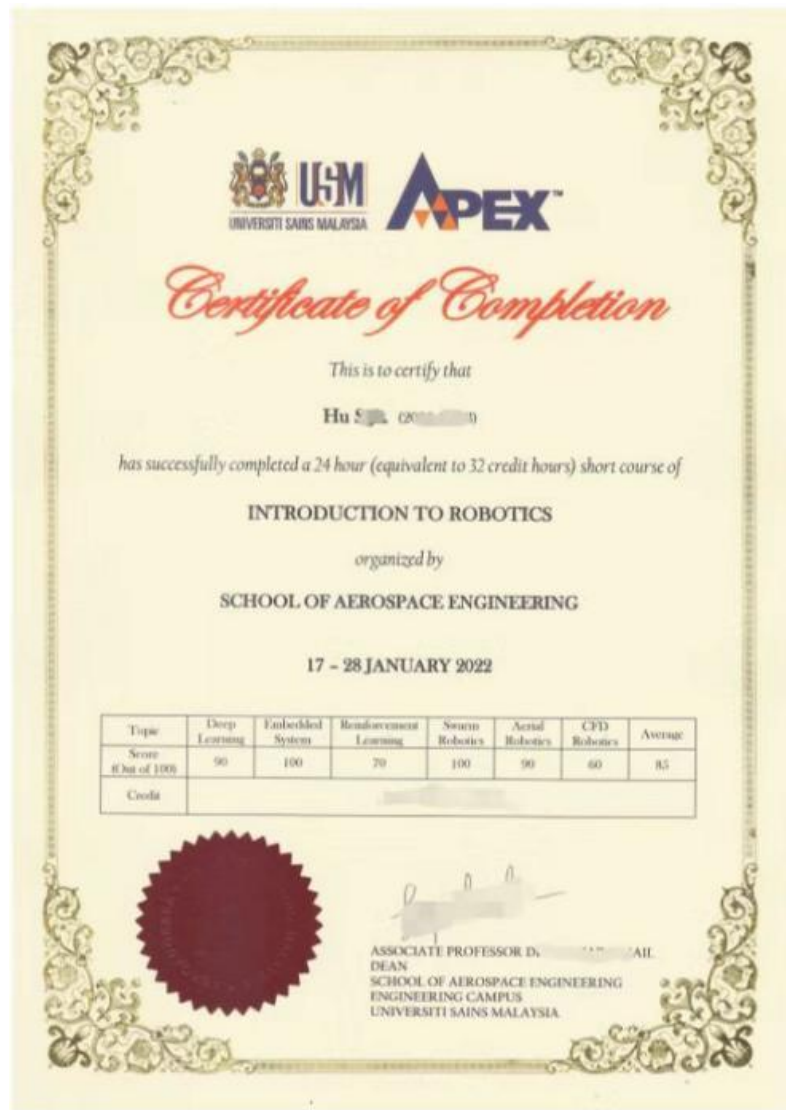 USM
UNIVERSITI SAINS MALAYSIA
APEX™
Certificate of Completion
This is to certify that
Hu
has successfully completed a 24 hour (equivalent to 32 credit hours) short course of
INTRODUCTION TO ROBOTICS
organized by
SCHOOL OF AEROSPACE ENGINEERING
17 – 28 JANUARY 2022
Topic Deep Learning Embedded System Reinforcement Learning Swarm Robotics Aerial Robotics CFD Robotics Average
Score (Out of 100) 90 100 70 100 90 60 85
Credit
ASSOCIATE PROFESSOR
DEAN
SCHOOL OF AEROSPACE ENGINEERING
ENGINEERING CAMPUS
UNIVERSITI SAINS MALAYSIA